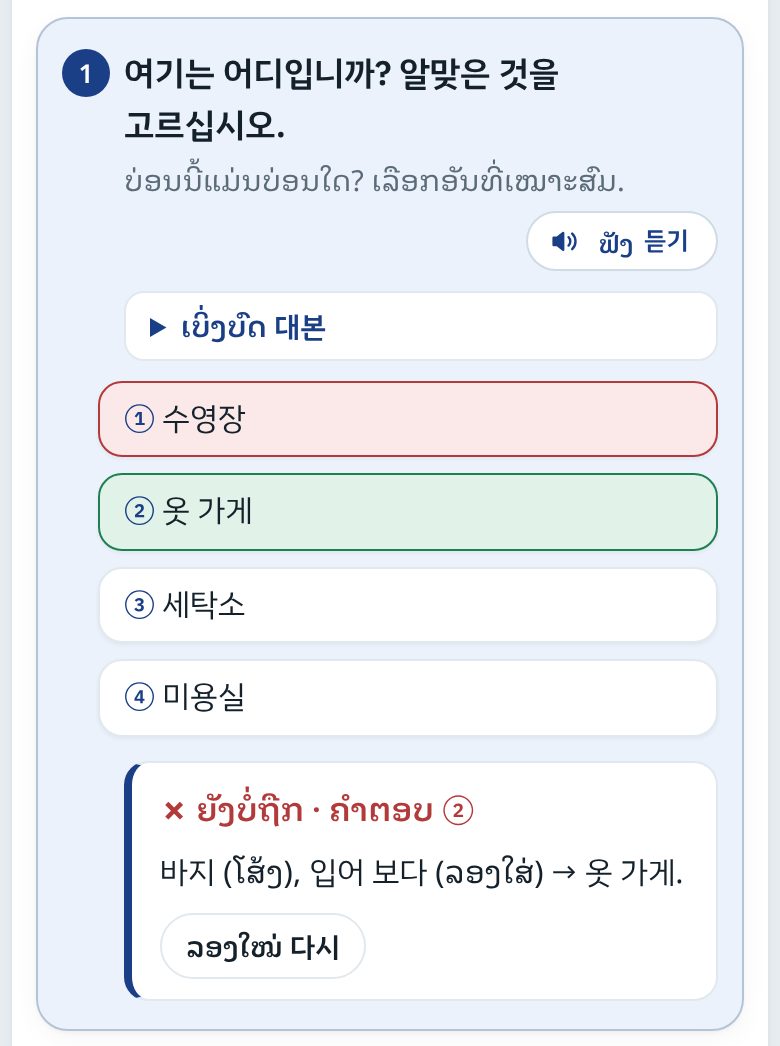 1 여기는 어디입니까? 알맞은 것을
고르십시오.
ບ່ອນນີ້ແມ່ນບ່ອນໃດ? ເລືອກອັນທີ່ເໝາະສົມ.
ຟັງ 듣기
▶ ເບິ່ງບົດ 대본
① 수영장
② 옷 가게
③ 세탁소
④ 미용실
× ຍັງບໍ່ຖືກ · ຄຳຕອບ ②
바지 (ໂສ້ງ), 입어 보다 (ລອງໃສ່) → 옷 가게.
ລອງໃໝ່ 다시